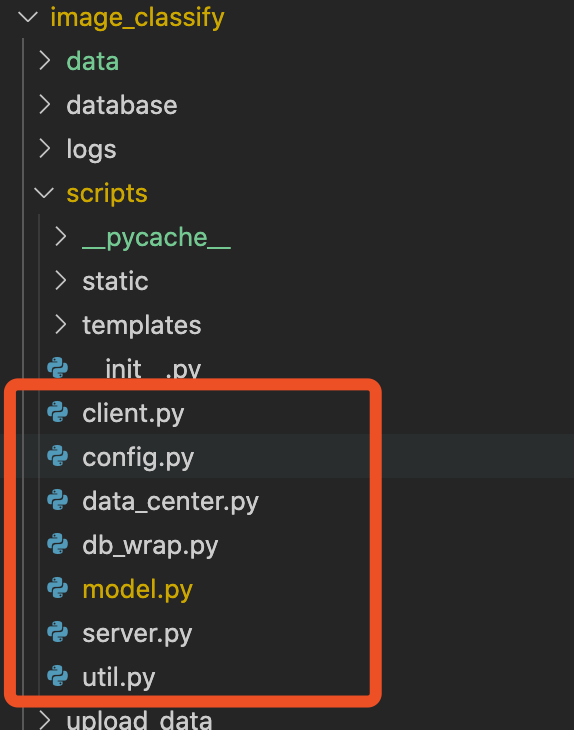 image_classify
data
database
logs
scripts
__pycache__
static
templates
__init__.py
client.py
config.py
data_center.py
db_wrap.py
model.py
server.py
util.py
upload_data